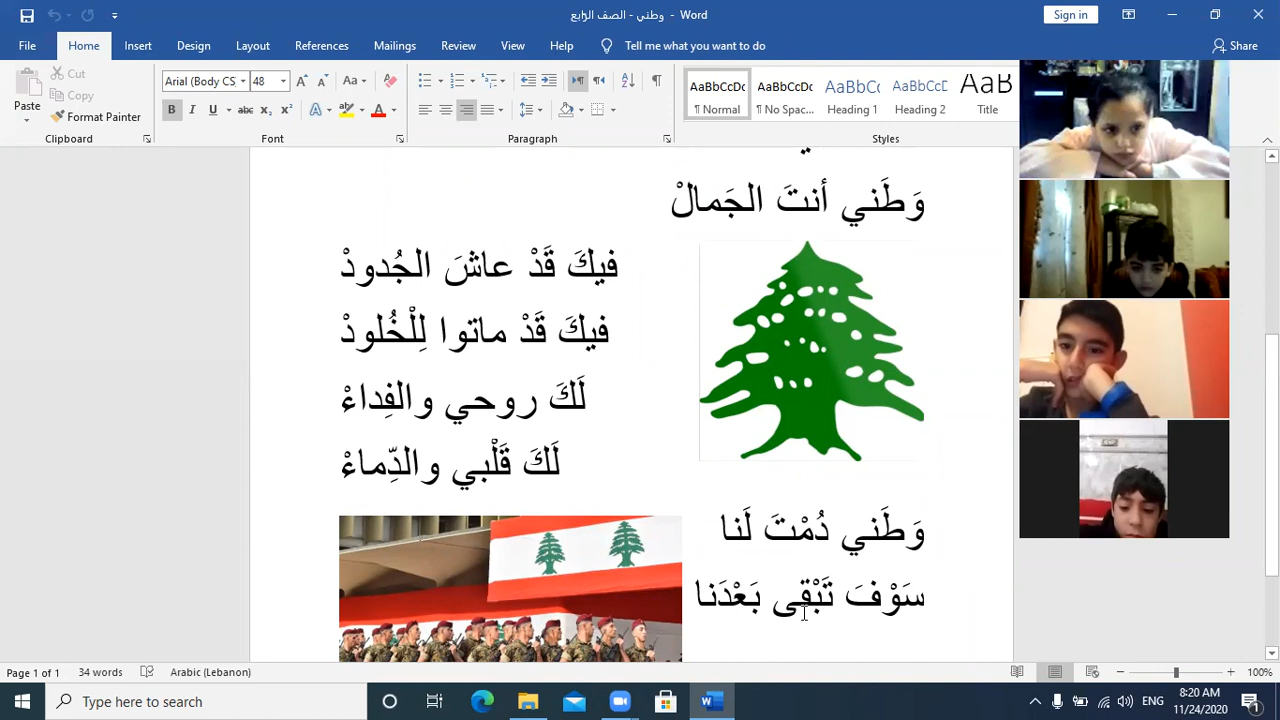 وطني - الصف الرابع - Word
Sign in
File Home Insert Design Layout References Mailings Review View Help Tell me what you want to do Share
Paste Cut Copy Format Painter
Arial (Body CS 48
Clipboard Font Paragraph Styles
AaBbCcDc AaBbCcDc AaBbCc AaBbCcD AaB
¶ Normal ¶ No Spac... Heading 1 Heading 2 Title
وَطَني أنتَ الجَمالْ
فيكَ قَدْ عاشَ الجُدودْ
فيكَ قَدْ ماتوا لِلْخُلودْ
لَكَ روحي والفِداءْ
لَكَ قَلْبي والدِّماءْ
وَطَني دُمْتَ لَنا
سَوْفَ تَبْقى بَعْدَنا
Page 1 of 1 34 words Arabic (Lebanon) 100%
Type here to search ENG 8:20 AM
11/24/2020